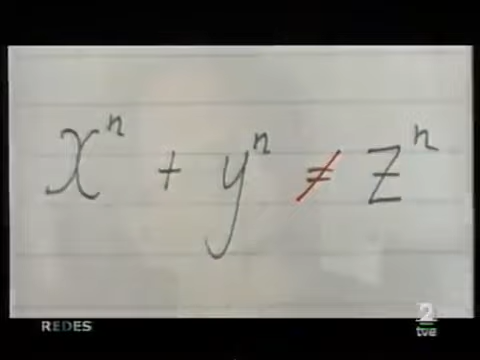 xⁿ + yⁿ ≠ zⁿ
REDES
2
tve